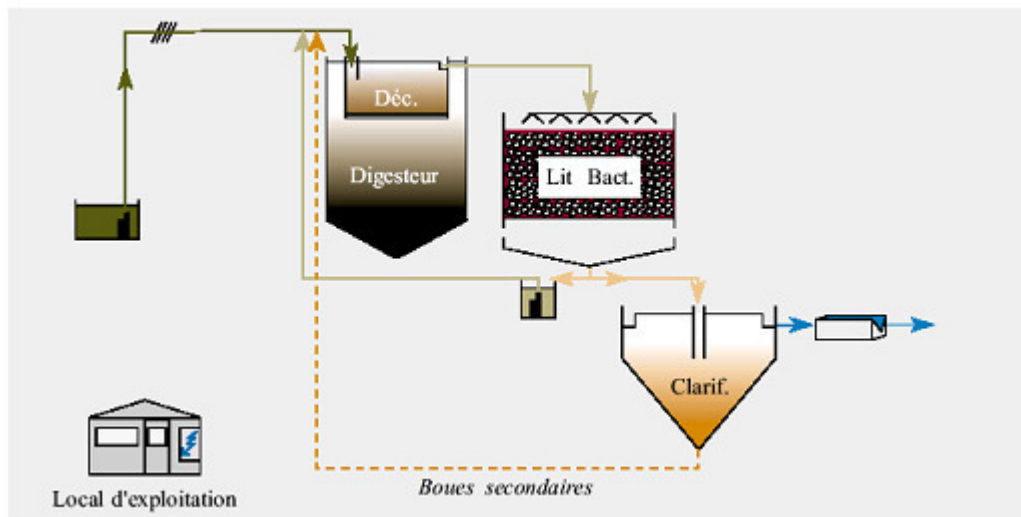 Déc.
Digesteur
Lit Bact.
Clarif.
Boues secondaires
Local d'exploitation